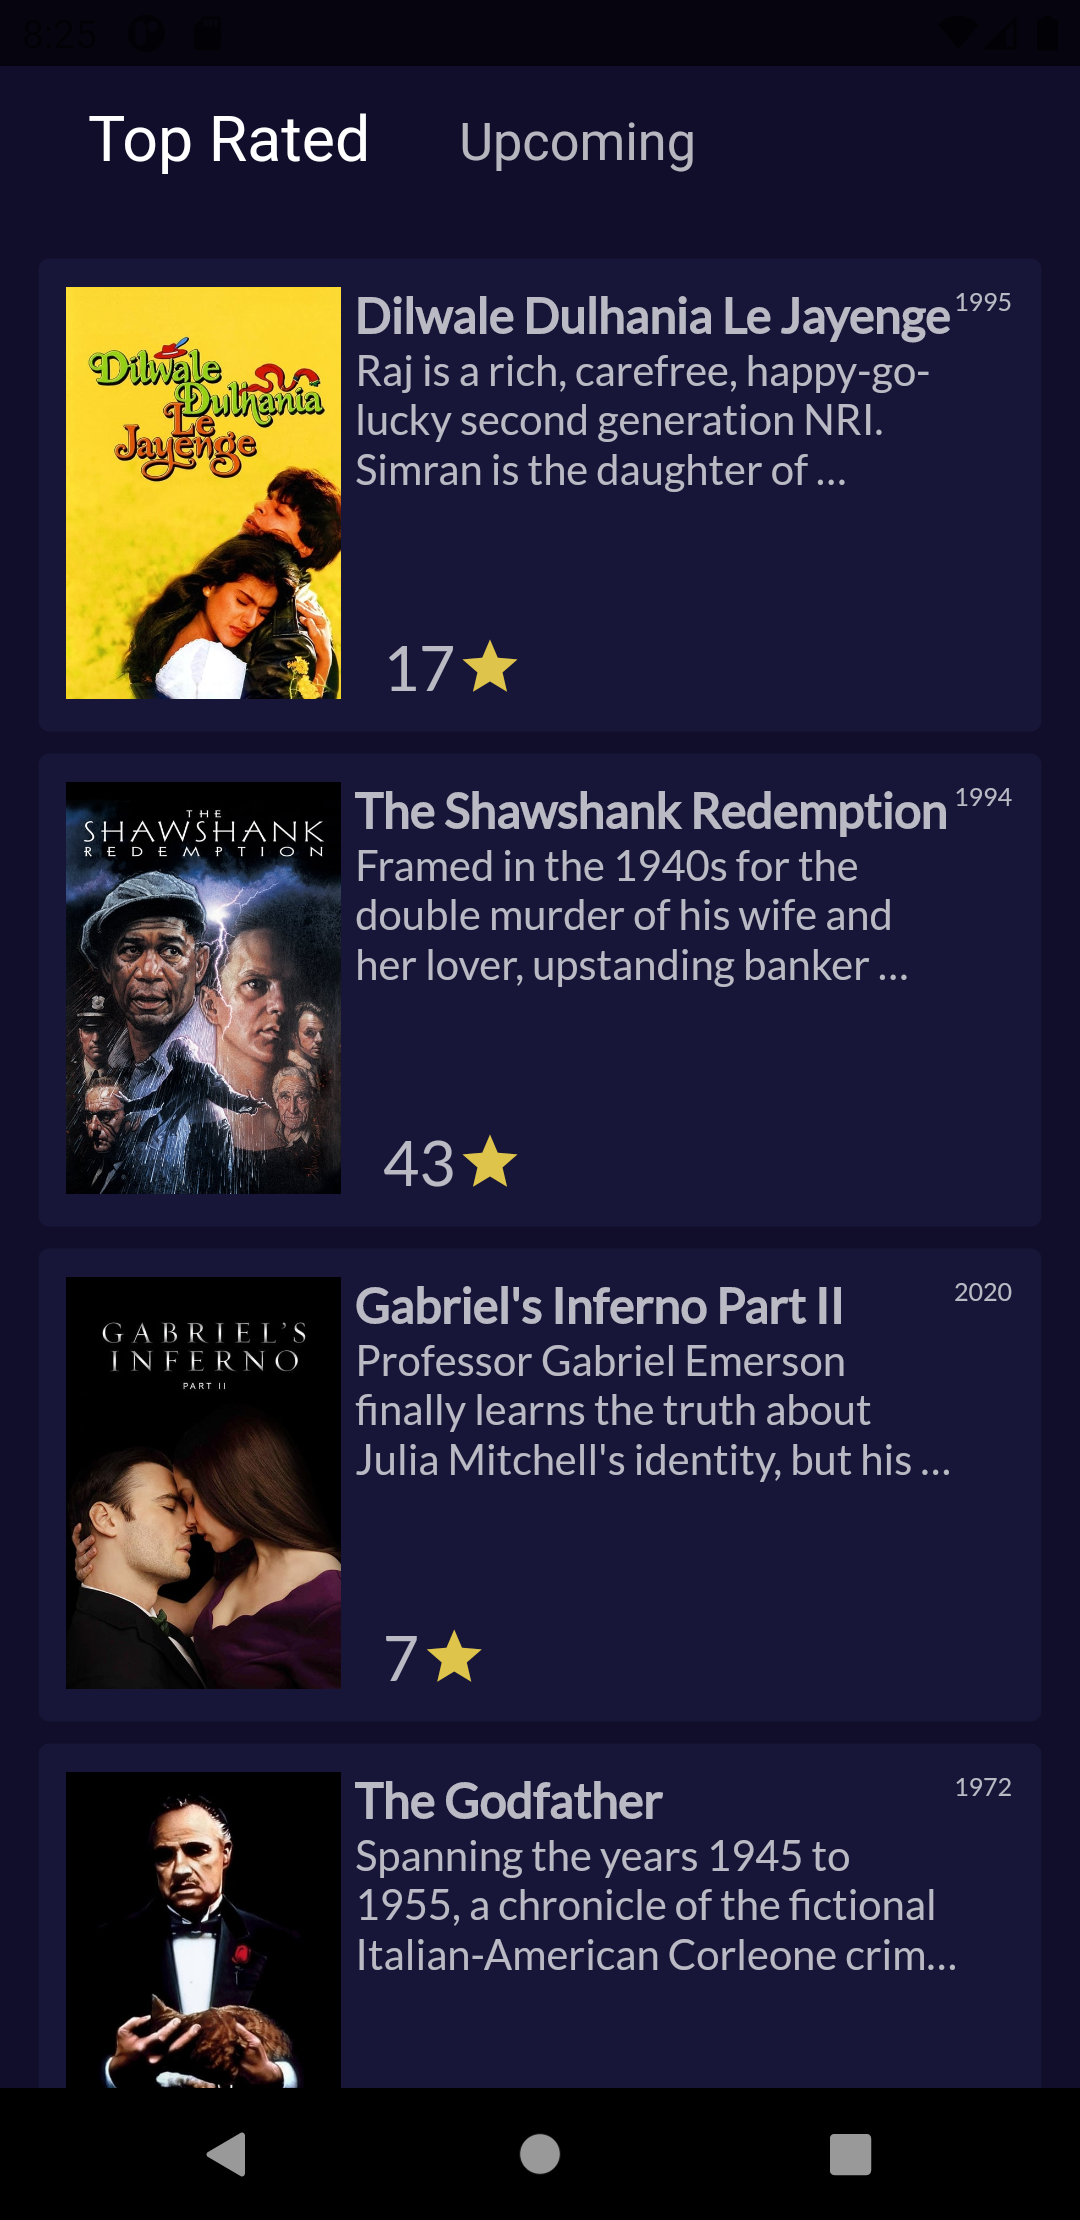 8:25
Top Rated
Upcoming
Dilwale
Dulhania
Le
Jayenge
Dilwale Dulhania Le Jayenge
1995
Raj is a rich, carefree, happy-go-
lucky second generation NRI.
Simran is the daughter of ...
17
THE
SHAWSHANK
REDEMPTION
The Shawshank Redemption
1994
Framed in the 1940s for the
double murder of his wife and
her lover, upstanding banker ...
43
GABRIEL'S
INFERNO
PART II
Gabriel's Inferno Part II
2020
Professor Gabriel Emerson
finally learns the truth about
Julia Mitchell's identity, but his ...
7
The Godfather
1972
Spanning the years 1945 to
1955, a chronicle of the fictional
Italian-American Corleone crim...